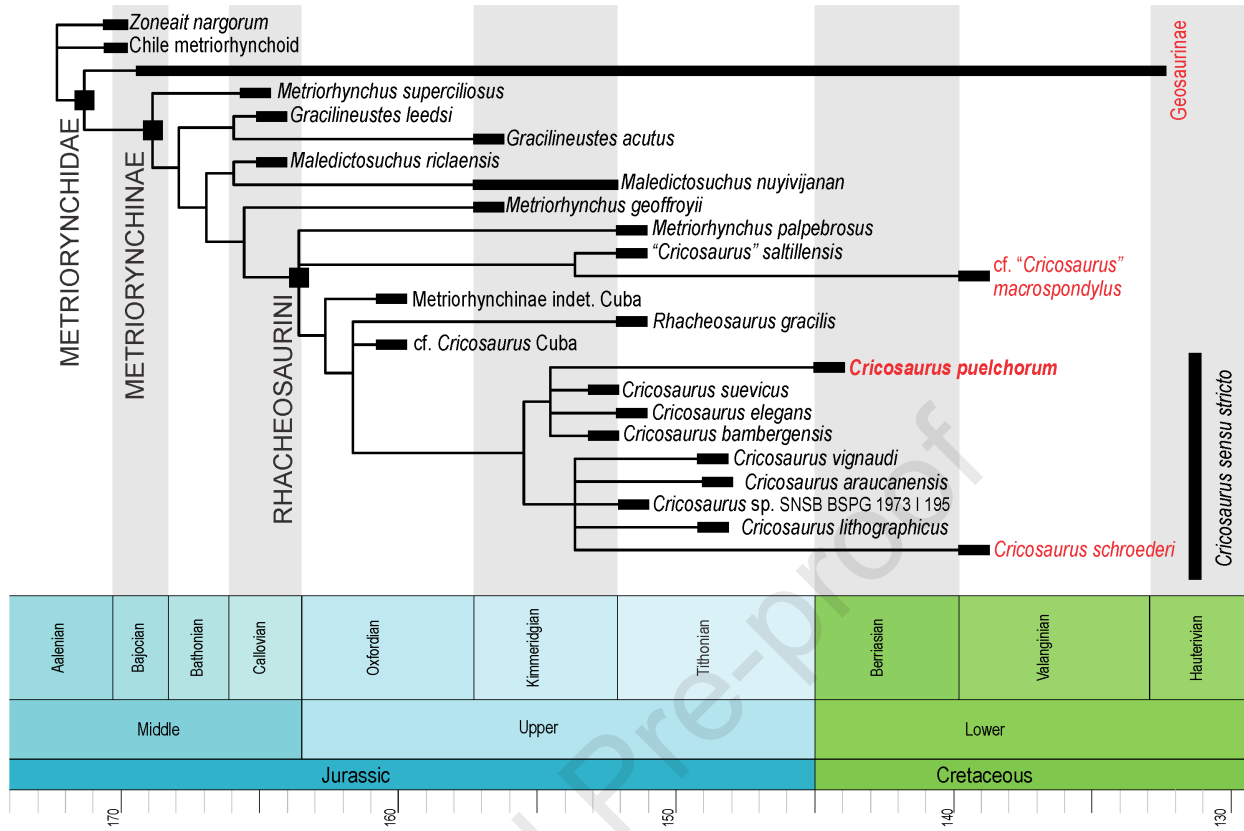 Zoneait nargorum
Chile metriorhynchoid
Geosaurinae
Metriorhynchus superciliosus
Gracilineustes leedsi
Gracilineustes acutus
Maledictosuchus riclaensis
Maledictosuchus nuyivijanan
Metriorhynchus geoffroyii
Metriorhynchus palpebrosus
“Cricosaurus” saltillensis
cf. “Cricosaurus”
macrospondylus
Metriorhynchinae indet. Cuba
Rhacheosaurus gracilis
cf. Cricosaurus Cuba
Cricosaurus puelchorum
Cricosaurus suevicus
Cricosaurus elegans
Cricosaurus bambergensis
Cricosaurus vignaudi
Cricosaurus araucanensis
Cricosaurus sp. SNSB BSPG 1973 I 195
Cricosaurus lithographicus
Cricosaurus schroederi
METRIORYNCHIDAE
METRIORYNCHINAE
RHACHEOSAURINI
Cricosaurus sensu stricto
Aalenian
Bajocian
Bathonian
Callovian
Oxfordian
Kimmeridgian
Tithonian
Berriasian
Valanginian
Hauterivian
Middle
Upper
Lower
Jurassic
Cretaceous
170
160
150
140
130
Pre-proof